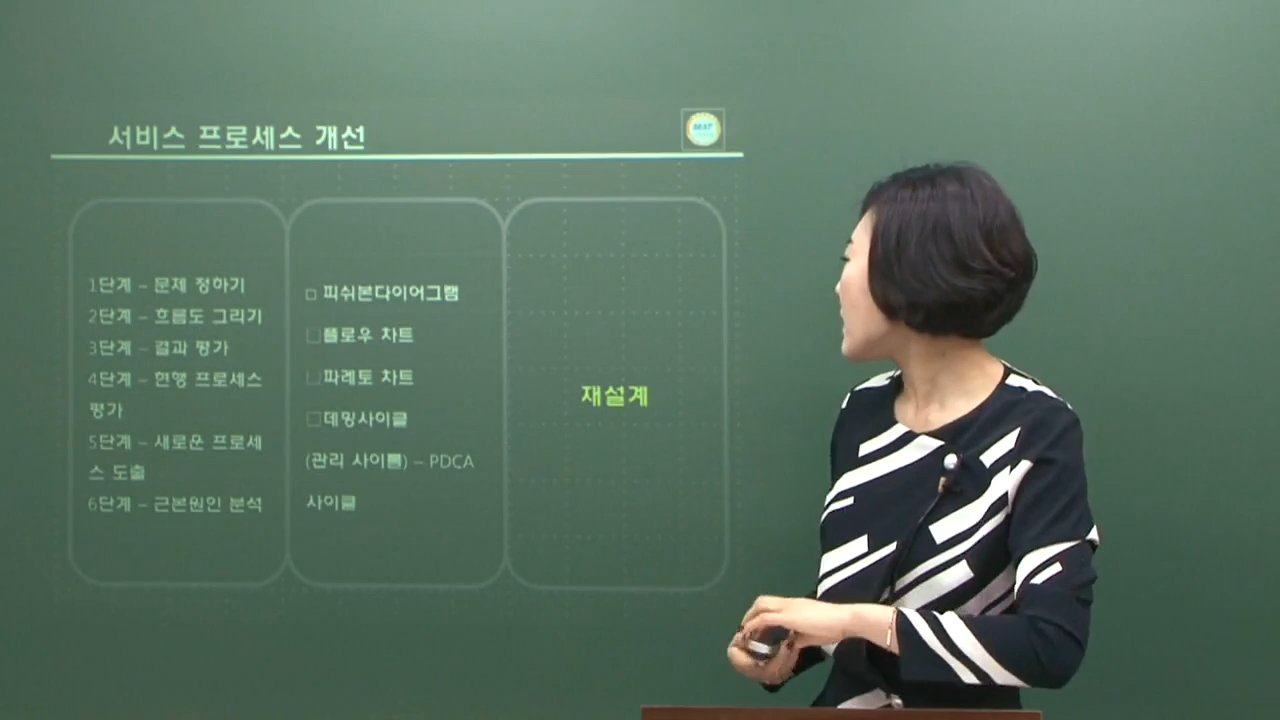 서비스 프로세스 개선
1단계 – 문제 정하기
2단계 – 흐름도 그리기
3단계 – 결과 평가
4단계 – 현행 프로세스
평가
5단계 – 새로운 프로세
스 도출
6단계 – 근본원인 분석
□ 피쉬본다이어그램
□플로우 차트
□파레토 차트
□데밍사이클
(관리 사이틀) – PDCA
사이클
재설계